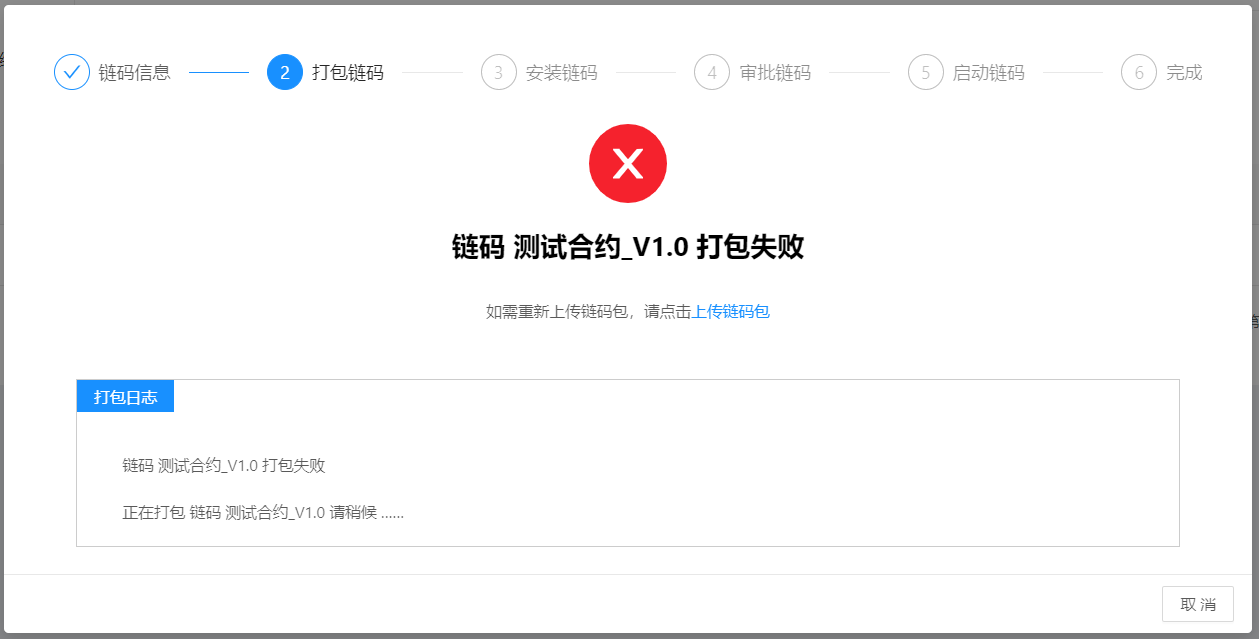 链码信息 2 打包链码 3 安装链码 4 审批链码 5 启动链码 6 完成
链码 测试合约_V1.0 打包失败
如需重新上传链码包，请点击上传链码包
打包日志
链码 测试合约_V1.0 打包失败
正在打包 链码 测试合约_V1.0 请稍候 ......
取 消